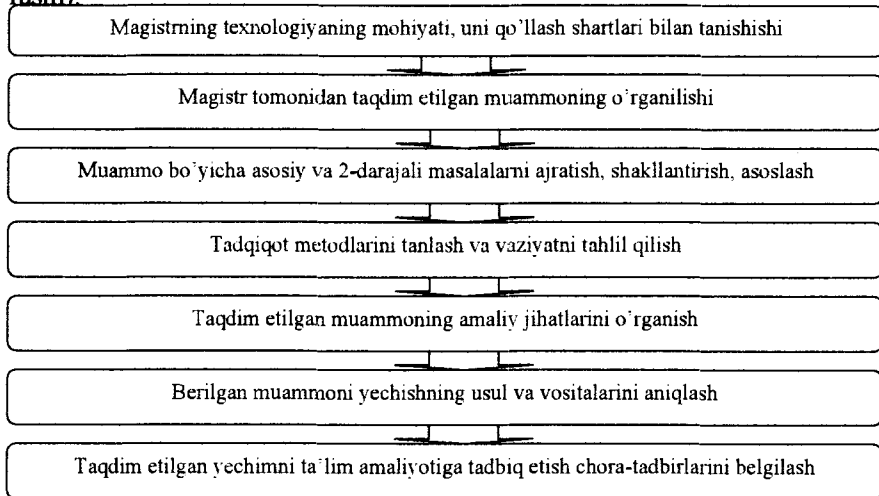 Magistrning texnologiyaning mohiyati, uni qo’llash shartlari bilan tanishishi
Magistr tomonidan taqdim etilgan muammoning o’rganilishi
Muammo bo’yicha asosiy va 2-darajali masalalarni ajratish, shakllantirish, asoslash
Tadqiqot metodlarini tanlash va vaziyatni tahlil qilish
Taqdim etilgan muammoning amaliy jihatlarini o’rganish
Berilgan muammoni yechishning usul va vositalarini aniqlash
Taqdim etilgan yechimni ta’lim amaliyotiga tadbiq etish chora-tadbirlarini belgilash